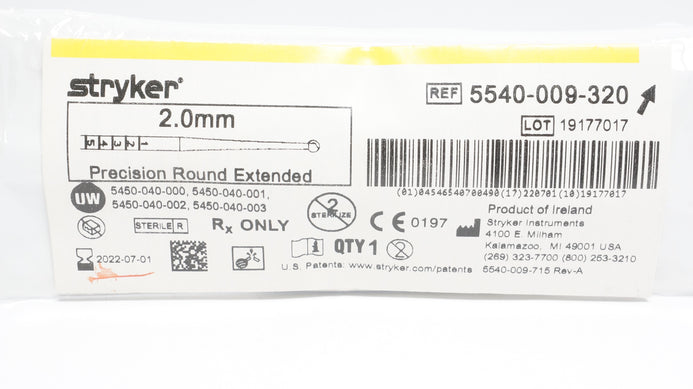 stryker®
REF 5540-009-320
LOT 19177017
2.0mm
5 4 3 2 1
Precision Round Extended
(01)04546540700490(17)220701(10)19177017
UW 5450-040-000, 5450-040-001,
5450-040-002, 5450-040-003
STERILE R
Rx ONLY
2
STERILIZE
CE 0197
Product of Ireland
Stryker Instruments
4100 E. Milham
Kalamazoo, MI 49001 USA
(269) 323-7700 (800) 253-3210
2022-07-01
i
QTY 1
2
U.S. Patents: www.stryker.com/patents
5540-009-715 Rev-A